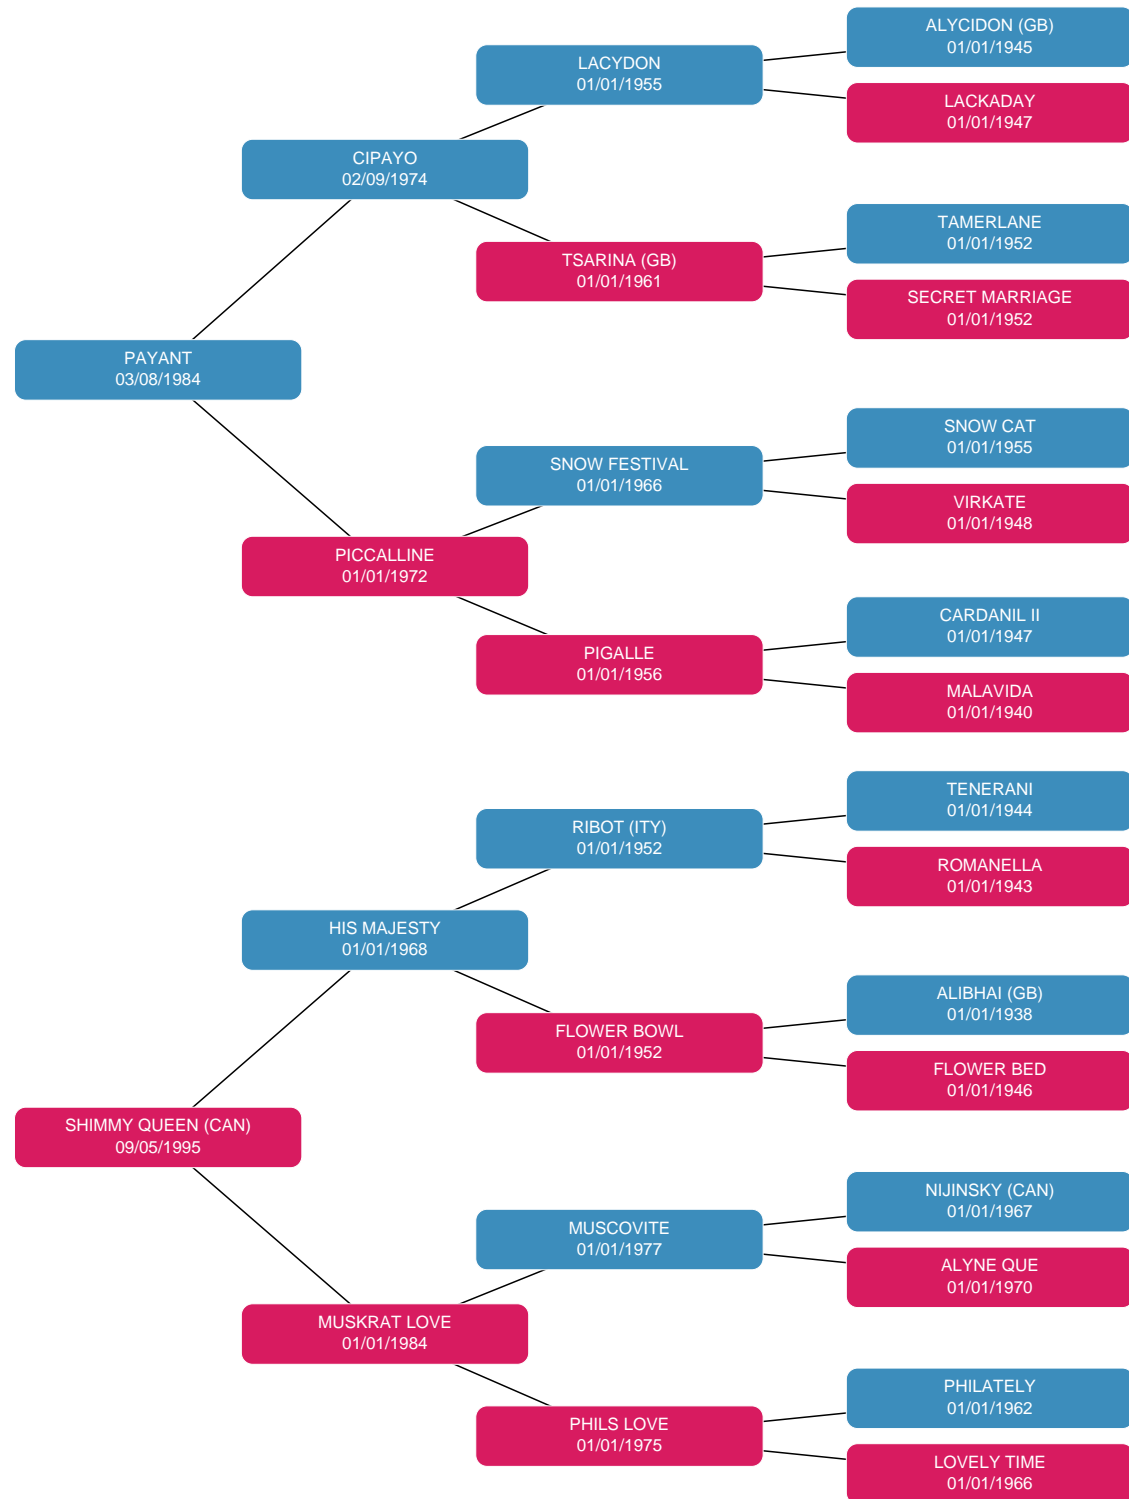 ALYCIDON (GB)
01/01/1945
LACYDON
01/01/1955
LACKADAY
01/01/1947
CIPAYO
02/09/1974
TAMERLANE
01/01/1952
TSARINA (GB)
01/01/1961
SECRET MARRIAGE
01/01/1952
PAYANT
03/08/1984
SNOW CAT
01/01/1955
SNOW FESTIVAL
01/01/1966
VIRKATE
01/01/1948
PICCALLINE
01/01/1972
CARDANIL II
01/01/1947
PIGALLE
01/01/1956
MALAVIDA
01/01/1940
TENERANI
01/01/1944
RIBOT (ITY)
01/01/1952
ROMANELLA
01/01/1943
HIS MAJESTY
01/01/1968
ALIBHAI (GB)
01/01/1938
FLOWER BOWL
01/01/1952
FLOWER BED
01/01/1946
SHIMMY QUEEN (CAN)
09/05/1995
NIJINSKY (CAN)
01/01/1967
MUSCOVITE
01/01/1977
ALYNE QUE
01/01/1970
MUSKRAT LOVE
01/01/1984
PHILATELY
01/01/1962
PHILS LOVE
01/01/1975
LOVELY TIME
01/01/1966